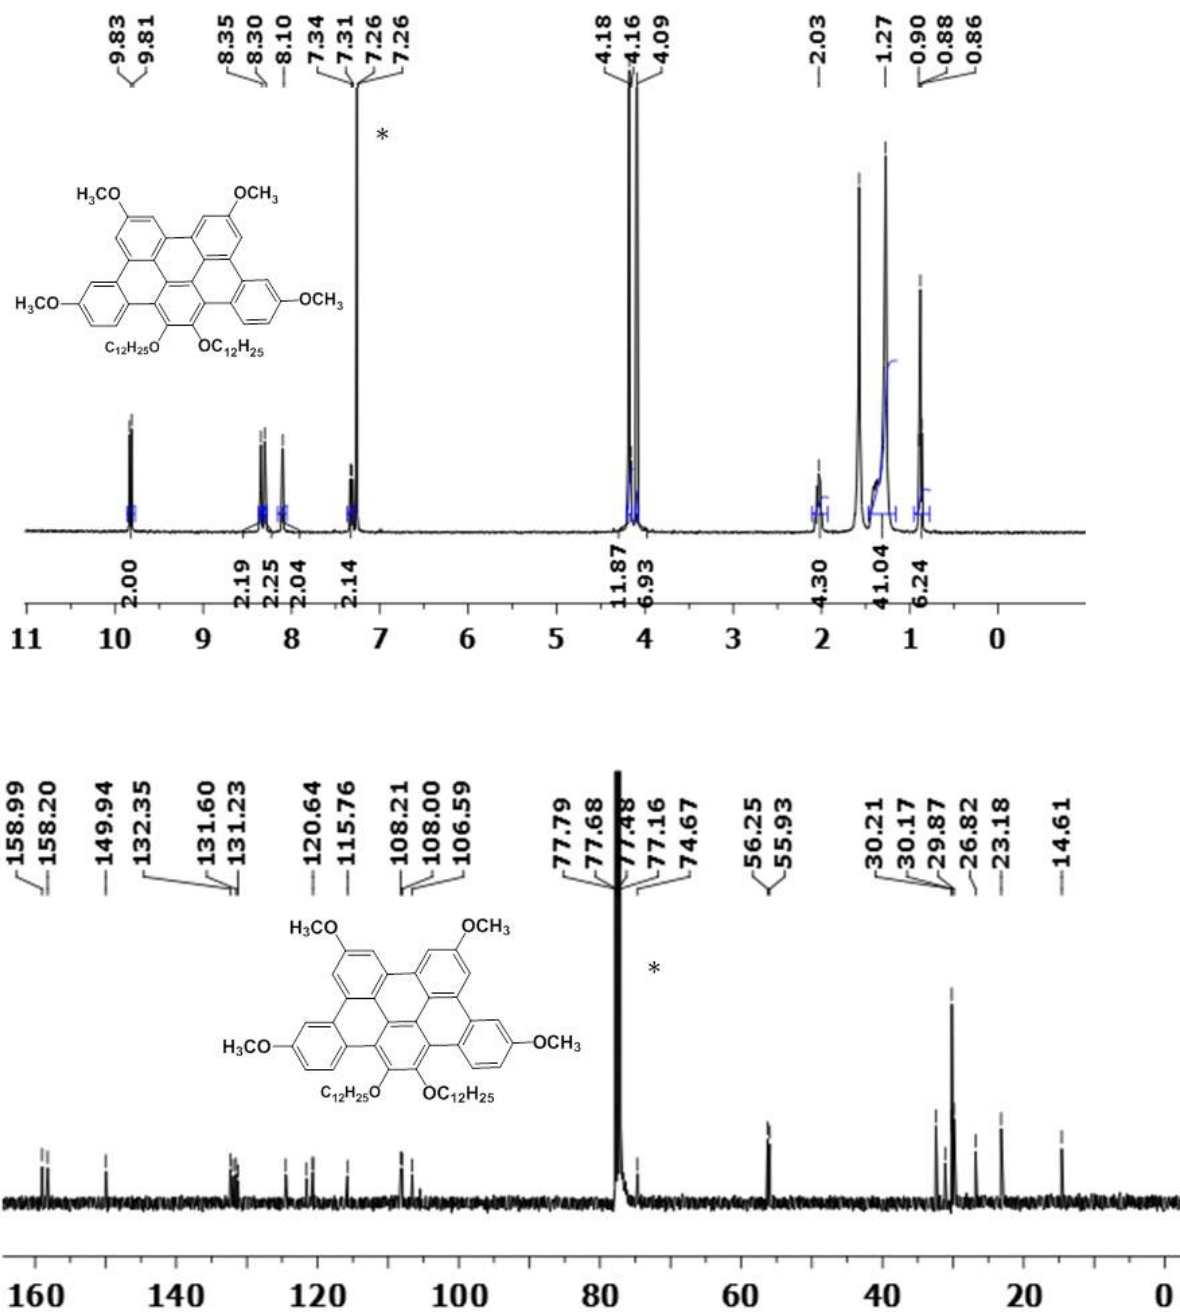 9.83 9.81 8.35 8.30 8.10 7.34 7.31 7.26 7.26 4.18 4.16 4.09 2.03 1.27 0.90 0.88 0.86
*
H3CO OCH3
H3CO OCH3
C12H25O OC12H25
2.00 2.19 2.25 2.04 2.14 11.87 6.93 4.30 41.04 6.24
11 10 9 8 7 6 5 4 3 2 1 0
158.99 158.20 149.94 132.35 131.60 131.23 120.64 115.76 108.21 108.00 106.59 77.79 77.68 77.48 77.16 74.67 56.25 55.93 30.21 30.17 29.87 26.82 23.18 14.61
H3CO OCH3
*
H3CO OCH3
C12H25O OC12H25
160 140 120 100 80 60 40 20 0